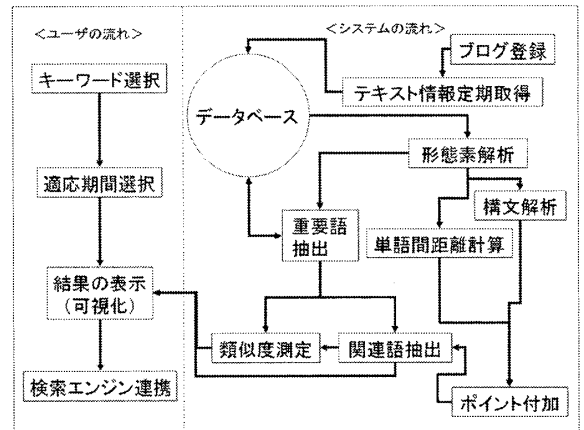 ＜ユーザの流れ＞
キーワード選択
適応期間選択
結果の表示
（可視化）
検索エンジン連携
＜システムの流れ＞
ブログ登録
テキスト情報定期取得
データベース
形態素解析
構文解析
重要語
抽出
単語間距離計算
類似度測定
関連語抽出
ポイント付加